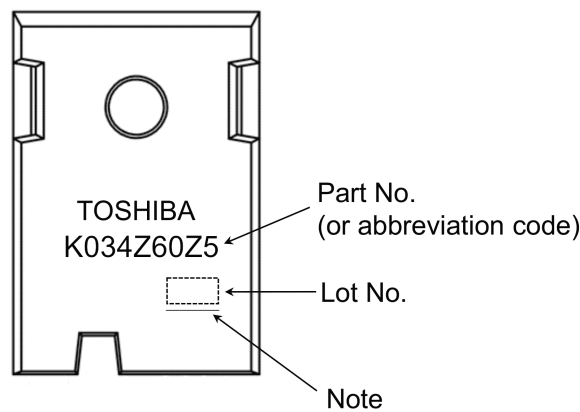 TOSHIBA
K034Z60Z5
Part No.
(or abbreviation code)
Lot No.
Note